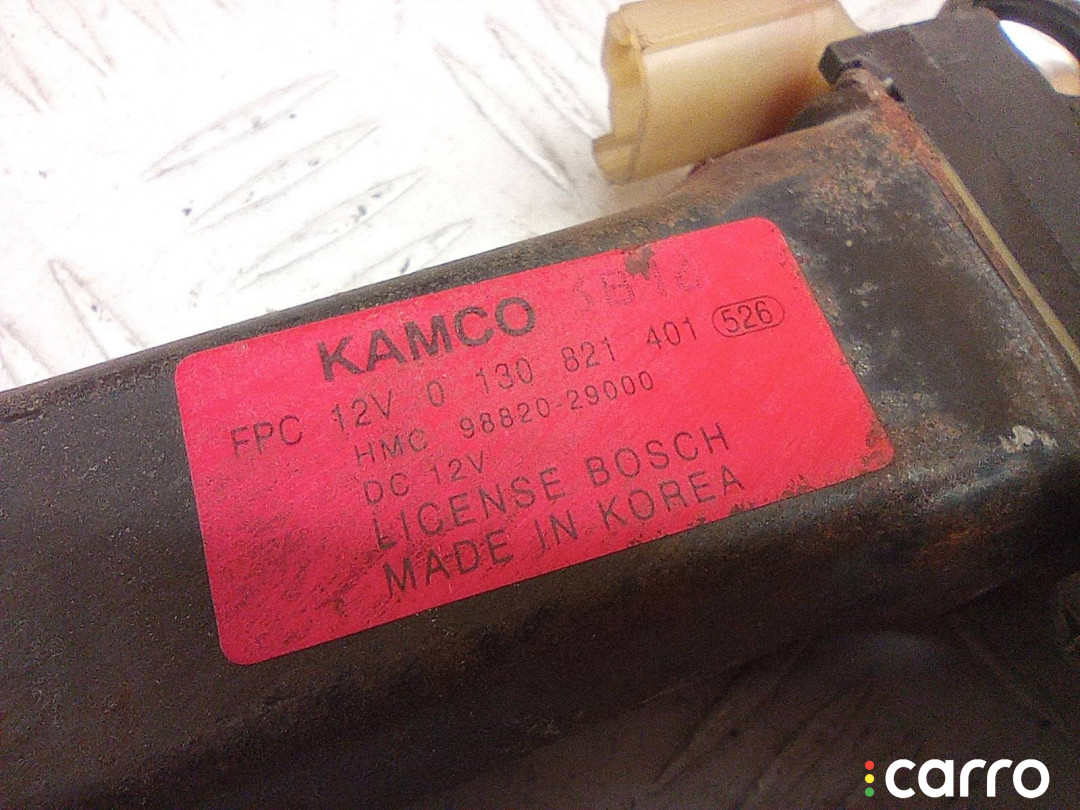 KAMCO
FPC 12V 0 130 821 401 526
HMC 98820-29000
DC 12V
LICENSE BOSCH
MADE IN KOREA
carro